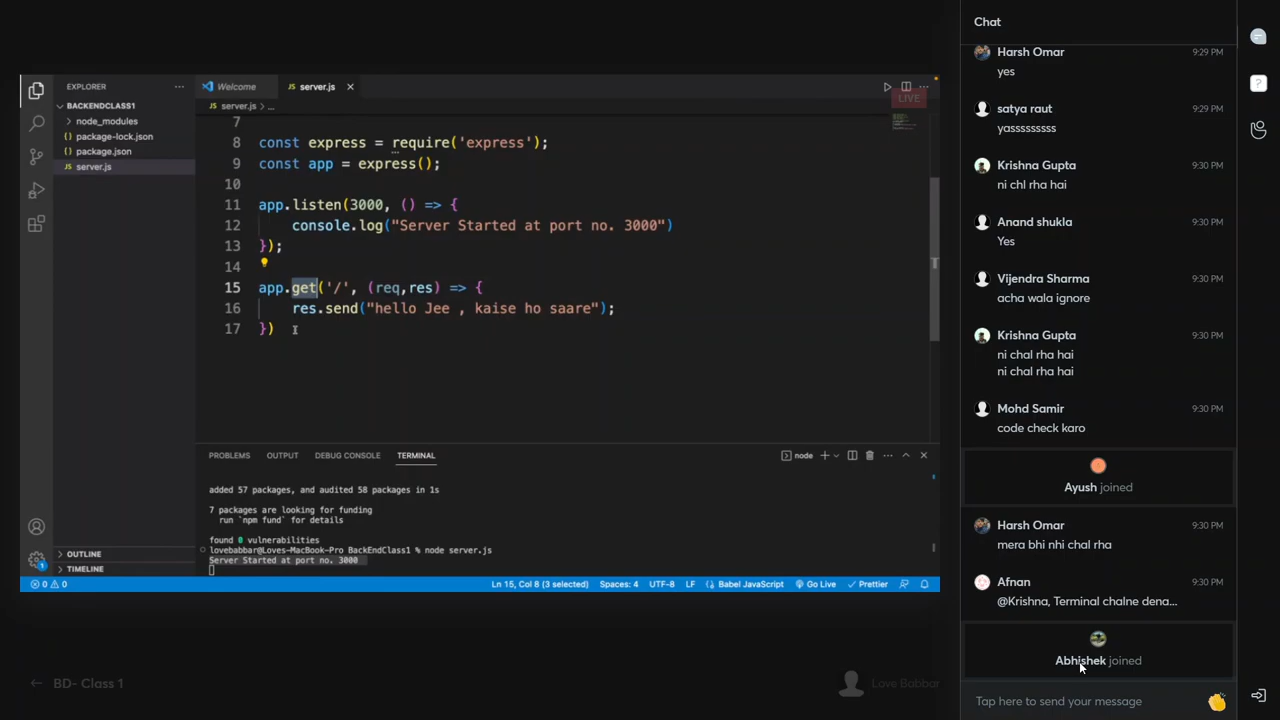 EXPLORER
BACKENDCLASS1
node_modules
package-lock.json
package.json
server.js
OUTLINE
TIMELINE
Welcome
server.js
server.js > ...
LIVE
7
8 const express = require('express');
9 const app = express();
10
11 app.listen(3000, () => {
12 console.log("Server Started at port no. 3000")
13 });
14
15 app.get('/', (req,res) => {
16 res.send("hello Jee , kaise ho saare");
17 })
PROBLEMS OUTPUT DEBUG CONSOLE TERMINAL
node
added 57 packages, and audited 58 packages in 1s
7 packages are looking for funding
run `npm fund` for details
found 0 vulnerabilities
lovebabbar@Loves-MacBook-Pro BackEndClass1 % node server.js
Server Started at port no. 3000
0 0 Ln 15, Col 8 (3 selected) Spaces: 4 UTF-8 LF Babel JavaScript Go Live Prettier
BD- Class 1
Love Babbar
Chat
Harsh Omar 9:29 PM
yes
satya raut 9:29 PM
yasssssssss
Krishna Gupta 9:30 PM
ni chl rha hai
Anand shukla 9:30 PM
Yes
Vijendra Sharma 9:30 PM
acha wala ignore
Krishna Gupta 9:30 PM
ni chal rha hai
ni chal rha hai
Mohd Samir 9:30 PM
code check karo
Ayush joined
Harsh Omar 9:30 PM
mera bhi nhi chal rha
Afnan 9:30 PM
@Krishna, Terminal chalne dena...
Abhishek joined
Tap here to send your message